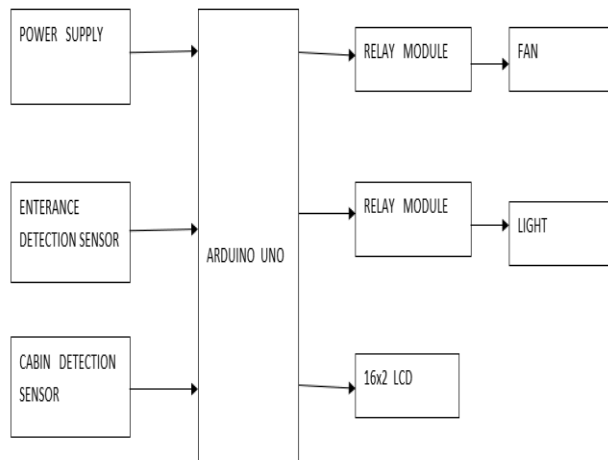 POWER SUPPLY
RELAY MODULE
FAN
ENTERANCE
DETECTION SENSOR
RELAY MODULE
LIGHT
ARDUINO UNO
CABIN DETECTION
SENSOR
16x2 LCD